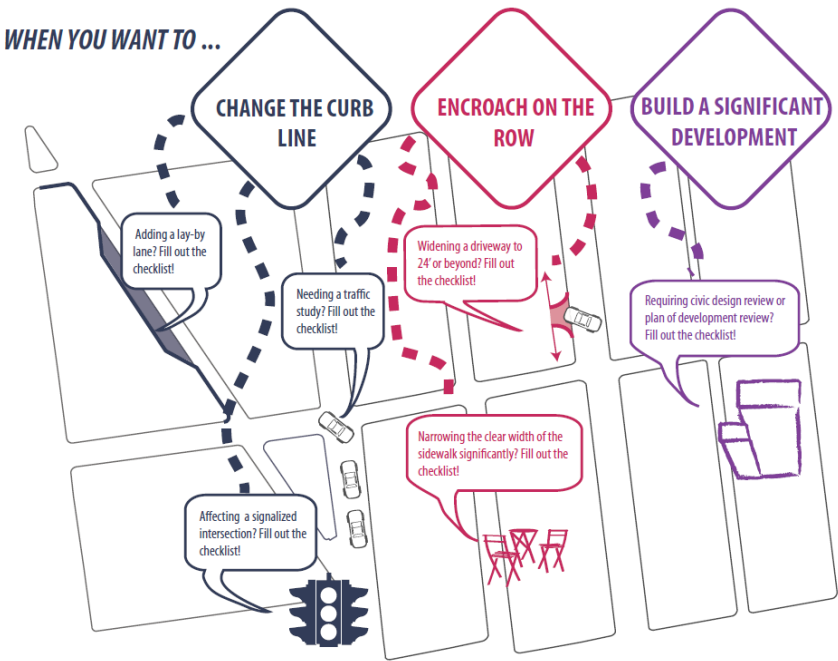 WHEN YOU WANT TO ...
CHANGE THE CURB
LINE
ENCROACH ON THE
ROW
BUILD A SIGNIFICANT
DEVELOPMENT
Adding a lay-by
lane? Fill out the
checklist!
Needing a traffic
study? Fill out the
checklist!
Affecting a signalized
intersection? Fill out the
checklist!
Widening a driveway to
24' or beyond? Fill out
the checklist!
Narrowing the clear width of the
sidewalk significantly? Fill out the
checklist!
Requiring civic design review or
plan of development review?
Fill out the checklist!